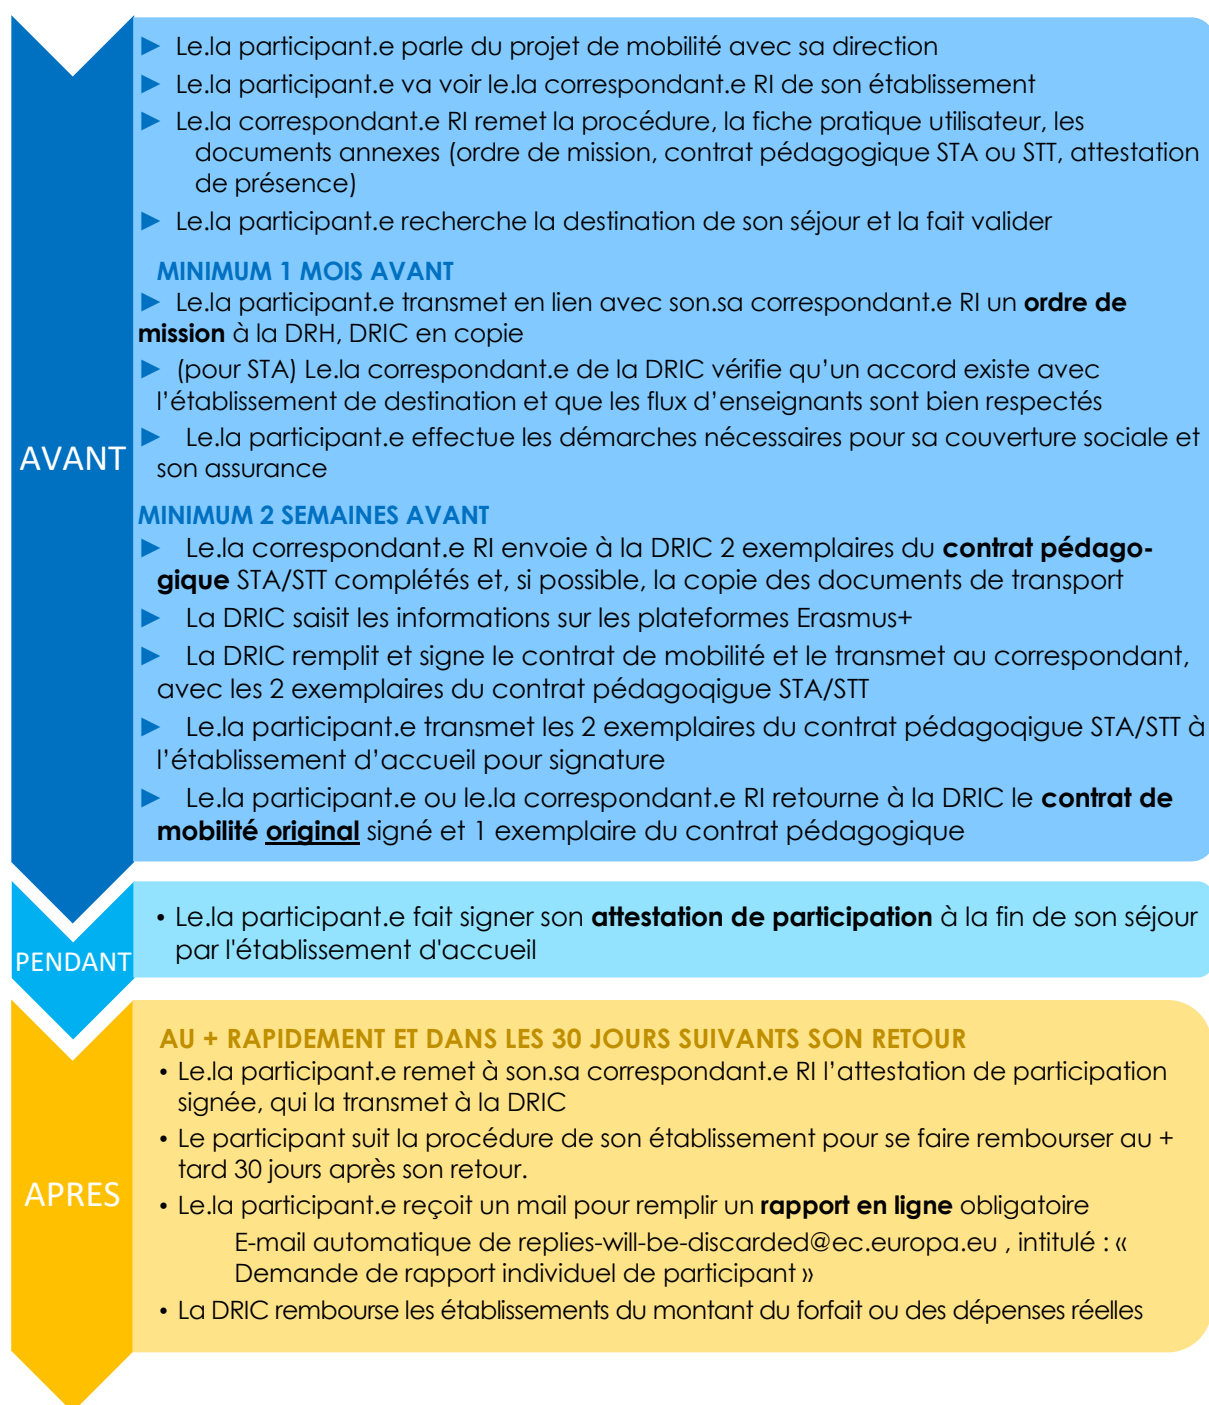 ► Le.la participant.e parle du projet de mobilité avec sa direction
► Le.la participant.e va voir le.la correspondant.e RI de son établissement
► Le.la correspondant.e RI remet la procédure, la fiche pratique utilisateur, les
documents annexes (ordre de mission, contrat pédagogique STA ou STT, attestation
de présence)
► Le.la participant.e recherche la destination de son séjour et la fait valider
MINIMUM 1 MOIS AVANT
► Le.la participant.e transmet en lien avec son.sa correspondant.e RI un ordre de
mission à la DRH, DRIC en copie
► (pour STA) Le.la correspondant.e de la DRIC vérifie qu’un accord existe avec
l’établissement de destination et que les flux d’enseignants sont bien respectés
► Le.la participant.e effectue les démarches nécessaires pour sa couverture sociale et
son assurance
AVANT
MINIMUM 2 SEMAINES AVANT
► Le.la correspondant.e RI envoie à la DRIC 2 exemplaires du contrat pédago-
gique STA/STT complétés et, si possible, la copie des documents de transport
► La DRIC saisit les informations sur les plateformes Erasmus+
► La DRIC remplit et signe le contrat de mobilité et le transmet au correspondant,
avec les 2 exemplaires du contrat pédagoqigue STA/STT
► Le.la participant.e transmet les 2 exemplaires du contrat pédagoqigue STA/STT à
l’établissement d’accueil pour signature
► Le.la participant.e ou le.la correspondant.e RI retourne à la DRIC le contrat de
mobilité original signé et 1 exemplaire du contrat pédagogique
PENDANT
• Le.la participant.e fait signer son attestation de participation à la fin de son séjour
par l'établissement d'accueil
APRES
AU + RAPIDEMENT ET DANS LES 30 JOURS SUIVANTS SON RETOUR
• Le.la participant.e remet à son.sa correspondant.e RI l’attestation de participation
signée, qui la transmet à la DRIC
• Le participant suit la procédure de son établissement pour se faire rembourser au +
tard 30 jours après son retour.
• Le.la participant.e reçoit un mail pour remplir un rapport en ligne obligatoire
E-mail automatique de replies-will-be-discarded@ec.europa.eu , intitulé : «
Demande de rapport individuel de participant »
• La DRIC rembourse les établissements du montant du forfait ou des dépenses réelles